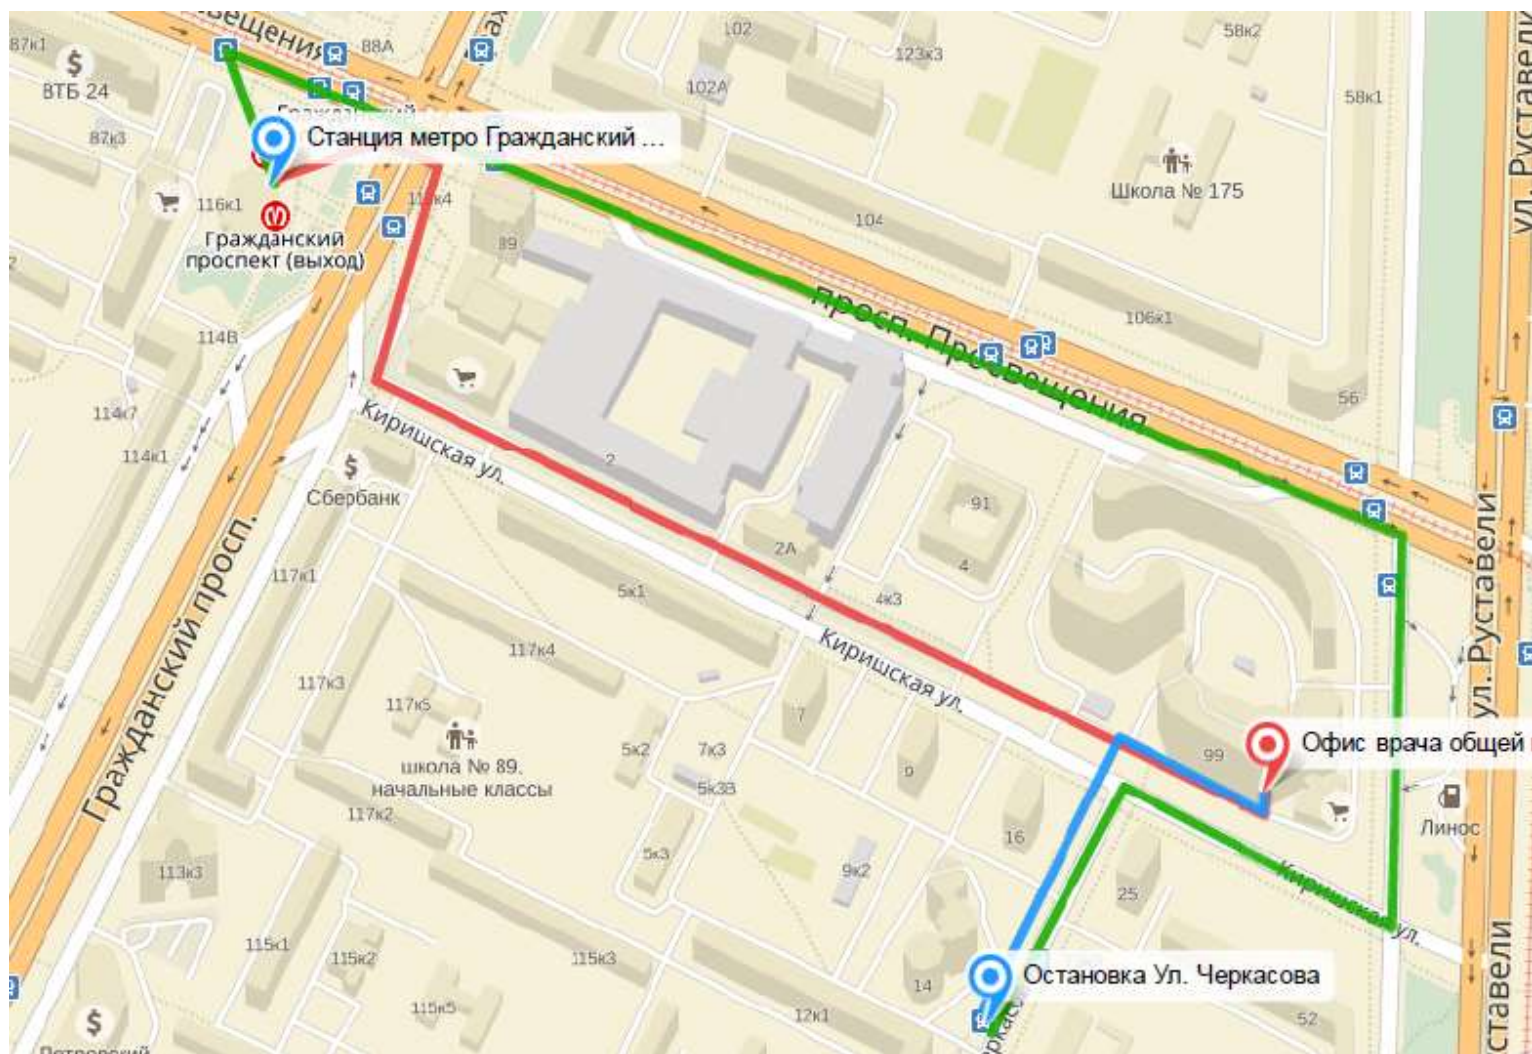 87к1
вещения
88А
102
58к2
ВТБ 24
123к3
102А
58к1
ул. Руставели
87к3
Станция метро Гражданский ...
Школа № 175
116к1
Гражданский
проспект (выход)
89
104
просп. Просвещения
106к1
114В
56
114к7
114к1
Киришская ул.
2
Сбербанк
91
2А
4
117к1
5к1
4к3
Гражданский просп.
ул. Руставели
117к4
Киришская ул.
117к3
117к5
7
школа № 89,
начальные классы
5к2
7к3
9
99
Офис врача общей
5к3В
117к2
16
Линос
5к3
9к2
113к3
25
Киришская ул.
115к1
115к2
115к3
14
Остановка Ул. Черкасова
115к5
12к1
52